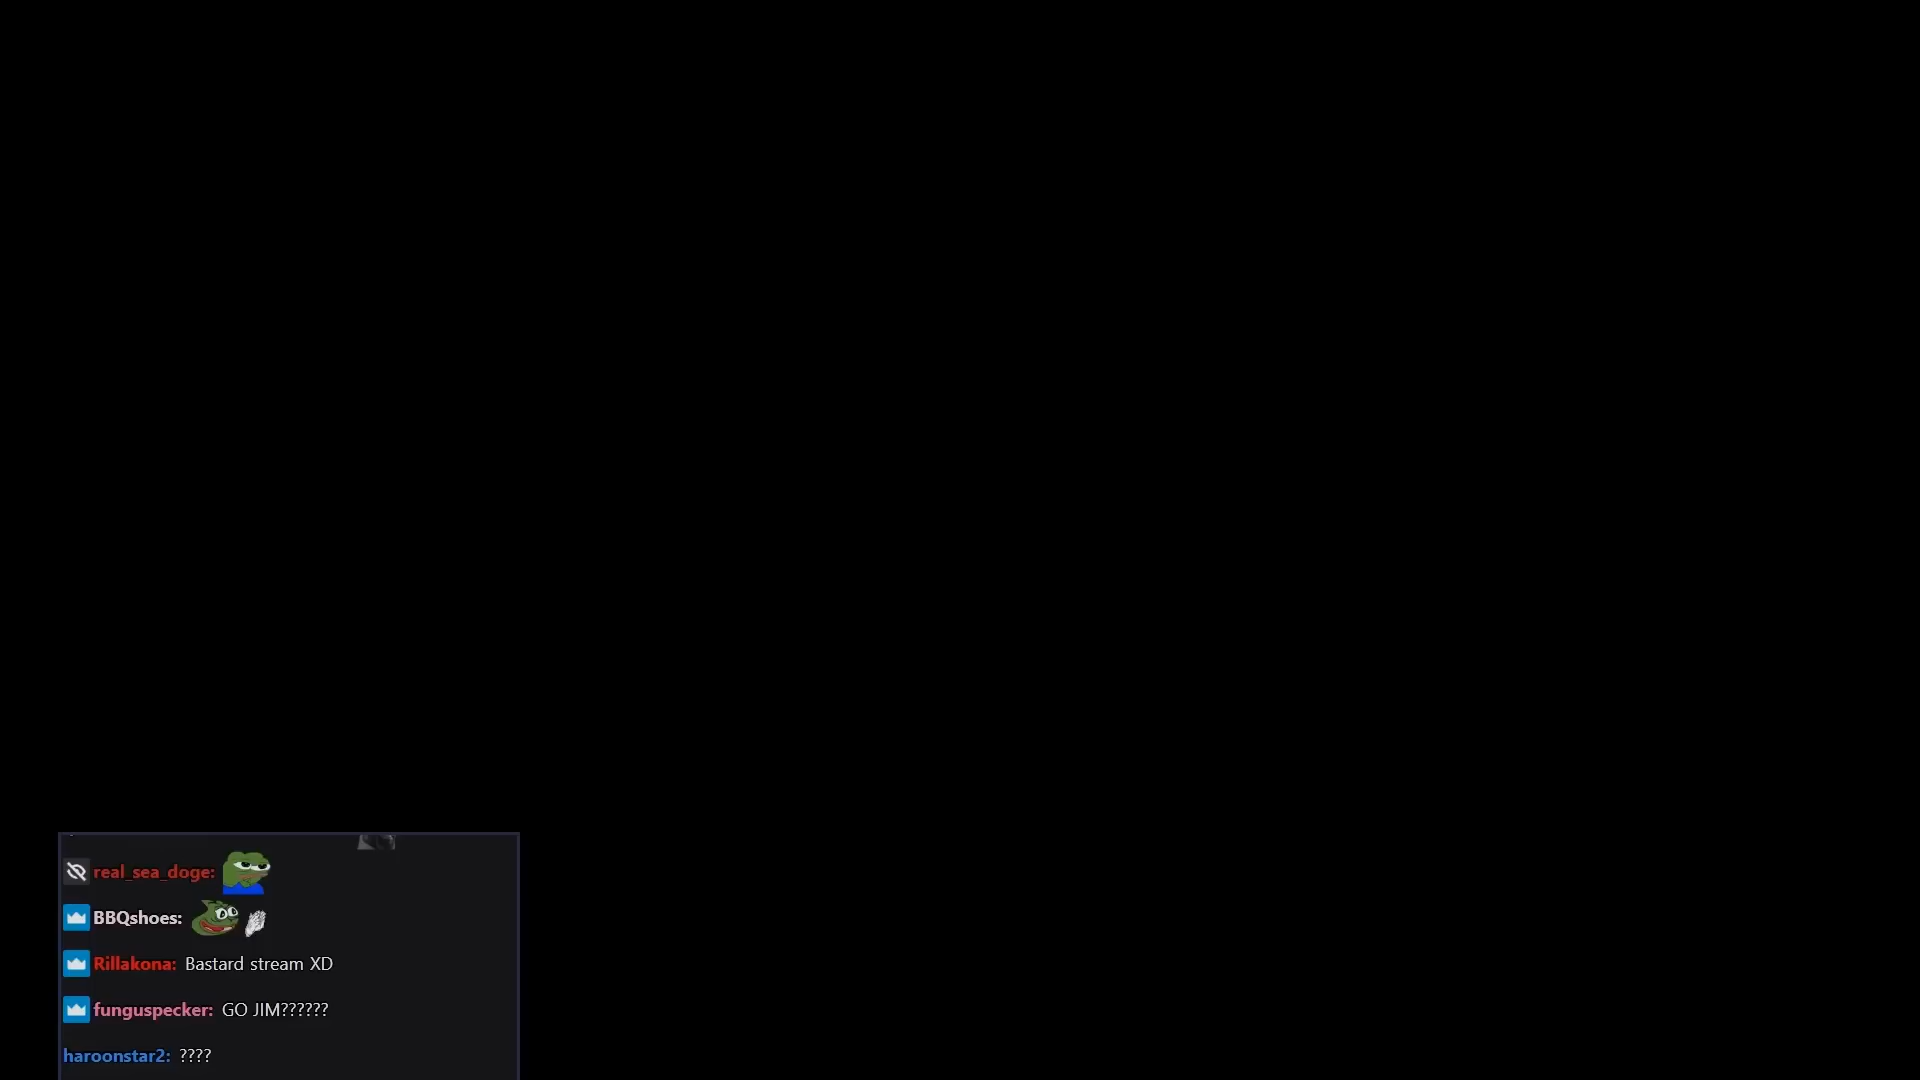 real_sea_doge:
BBQshoes:
Rillakona: Bastard stream XD
funguspecker: GO JIM??????
haroonstar2: ????